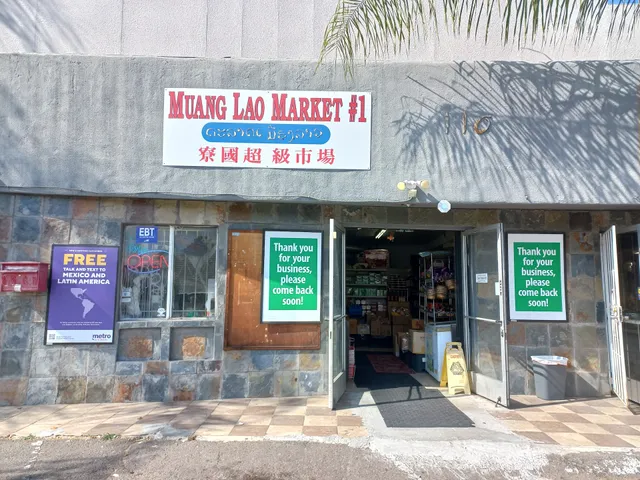 MUANG LAO MARKET #1
寮國超級市場
110
EBT
OPEN
FREE
TALK AND TEXT TO
MEXICO AND
LATIN AMERICA
metro
Thank you
for your
business,
please
come back
soon!
Thank you
for your
business,
please
come back
soon!